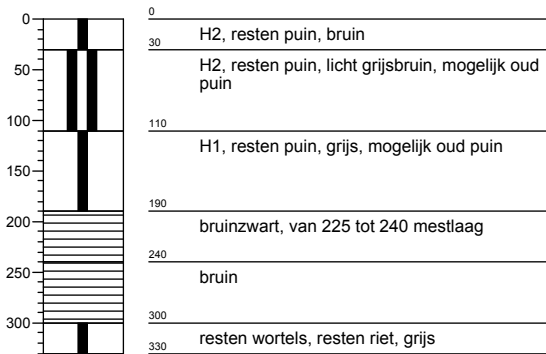 0
0
H2, resten puin, bruin
30
50
H2, resten puin, licht grijsbruin, mogelijk oud
puin
100
110
H1, resten puin, grijs, mogelijk oud puin
150
190
200
bruinzwart, van 225 tot 240 mestlaag
240
250
bruin
300
300
resten wortels, resten riet, grijs
330